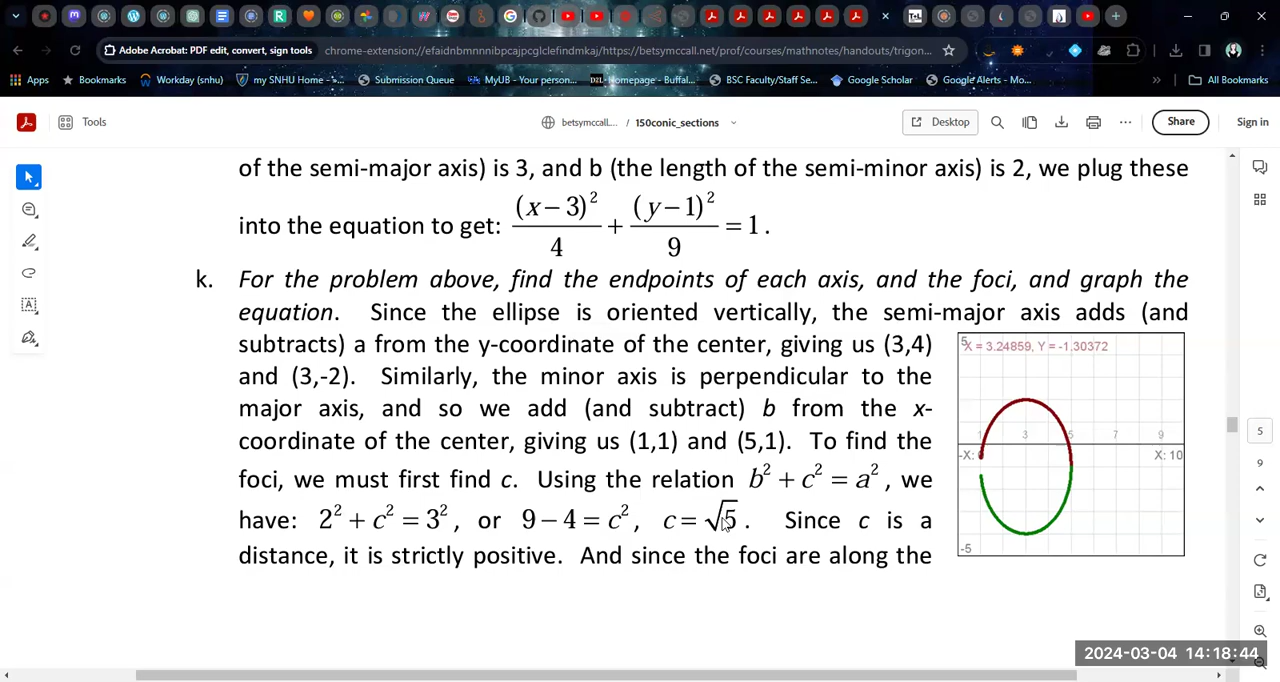 Adobe Acrobat: PDF edit, convert, sign tools
chrome-extension://efaidnbmnnnibpcajpcglclefindmkaj/https://betsymccall.net/prof/courses/mathnotes/handouts/trigon...
Apps
Bookmarks
Workday (snhu)
my SNHU Home - ...
Submission Queue
MyUB - Your person...
D2L Homepage - Buffal...
BSC Faculty/Staff Se...
Google Scholar
Google Alerts - Mo...
»
All Bookmarks
Tools
betsymccall.... / 150conic_sections
Desktop
Share
Sign in
of the semi-major axis) is 3, and b (the length of the semi-minor axis) is 2, we plug these
into the equation to get: (x−3)²/4 + (y−1)²/9 = 1 .
k. For the problem above, find the endpoints of each axis, and the foci, and graph the
equation. Since the ellipse is oriented vertically, the semi-major axis adds (and
subtracts) a from the y-coordinate of the center, giving us (3,4)
and (3,-2). Similarly, the minor axis is perpendicular to the
major axis, and so we add (and subtract) b from the x-
coordinate of the center, giving us (1,1) and (5,1). To find the
foci, we must first find c. Using the relation b² + c² = a² , we
have: 2² + c² = 3² , or 9 − 4 = c² , c = √5 . Since c is a
distance, it is strictly positive. And since the foci are along the
5
X = 3.24859, Y = -1.30372
1 3 5 7 9
-X: X: 10
-5
5
9
2024-03-04 14:18:44